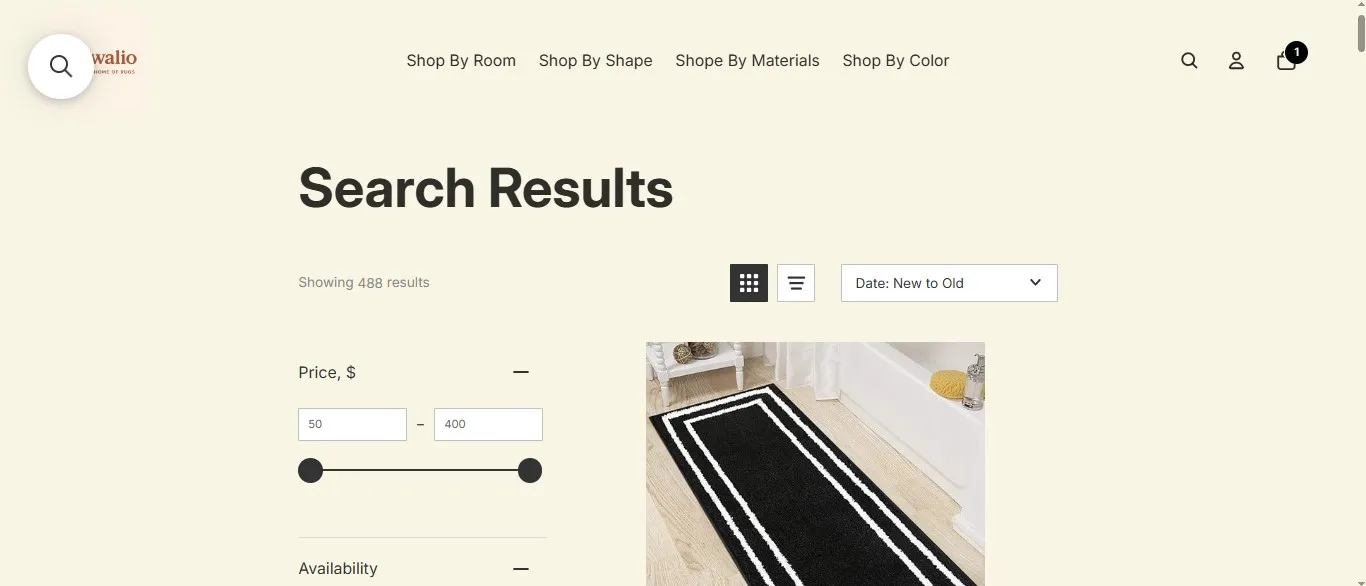 walio
HOME OF RUGS
Shop By Room
Shop By Shape
Shope By Materials
Shop By Color
1
Search Results
Showing 488 results
Date: New to Old
Price, $
50
–
400
Availability